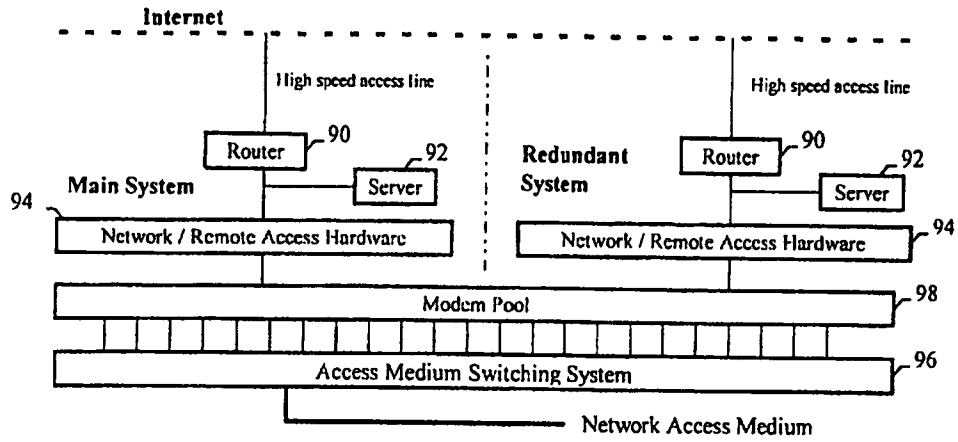 Internet
High speed access line
High speed access line
90
Router
90
Router
92
Server
92
Server
Main System
Redundant
System
94
Network / Remote Access Hardware
Network / Remote Access Hardware
94
Modem Pool
98
Access Medium Switching System
96
Network Access Medium